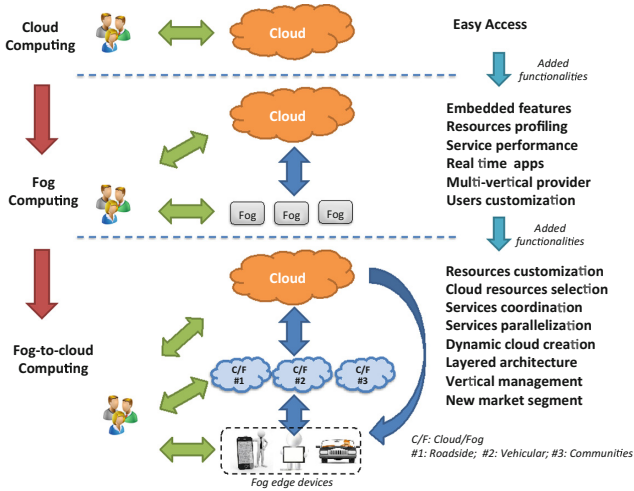 Cloud
Computing
Cloud
Easy Access
Added
functionalities
Fog
Computing
Cloud
Fog
Fog
Fog
Embedded features
Resources profiling
Service performance
Real time apps
Multi-vertical provider
Users customization
Added
functionalities
Fog-to-cloud
Computing
Cloud
C/F
#1
C/F
#2
C/F
#3
Fog edge devices
Resources customization
Cloud resources selection
Services coordination
Services parallelization
Dynamic cloud creation
Layered architecture
Vertical management
New market segment
C/F: Cloud/Fog
#1: Roadside; #2: Vehicular; #3: Communities